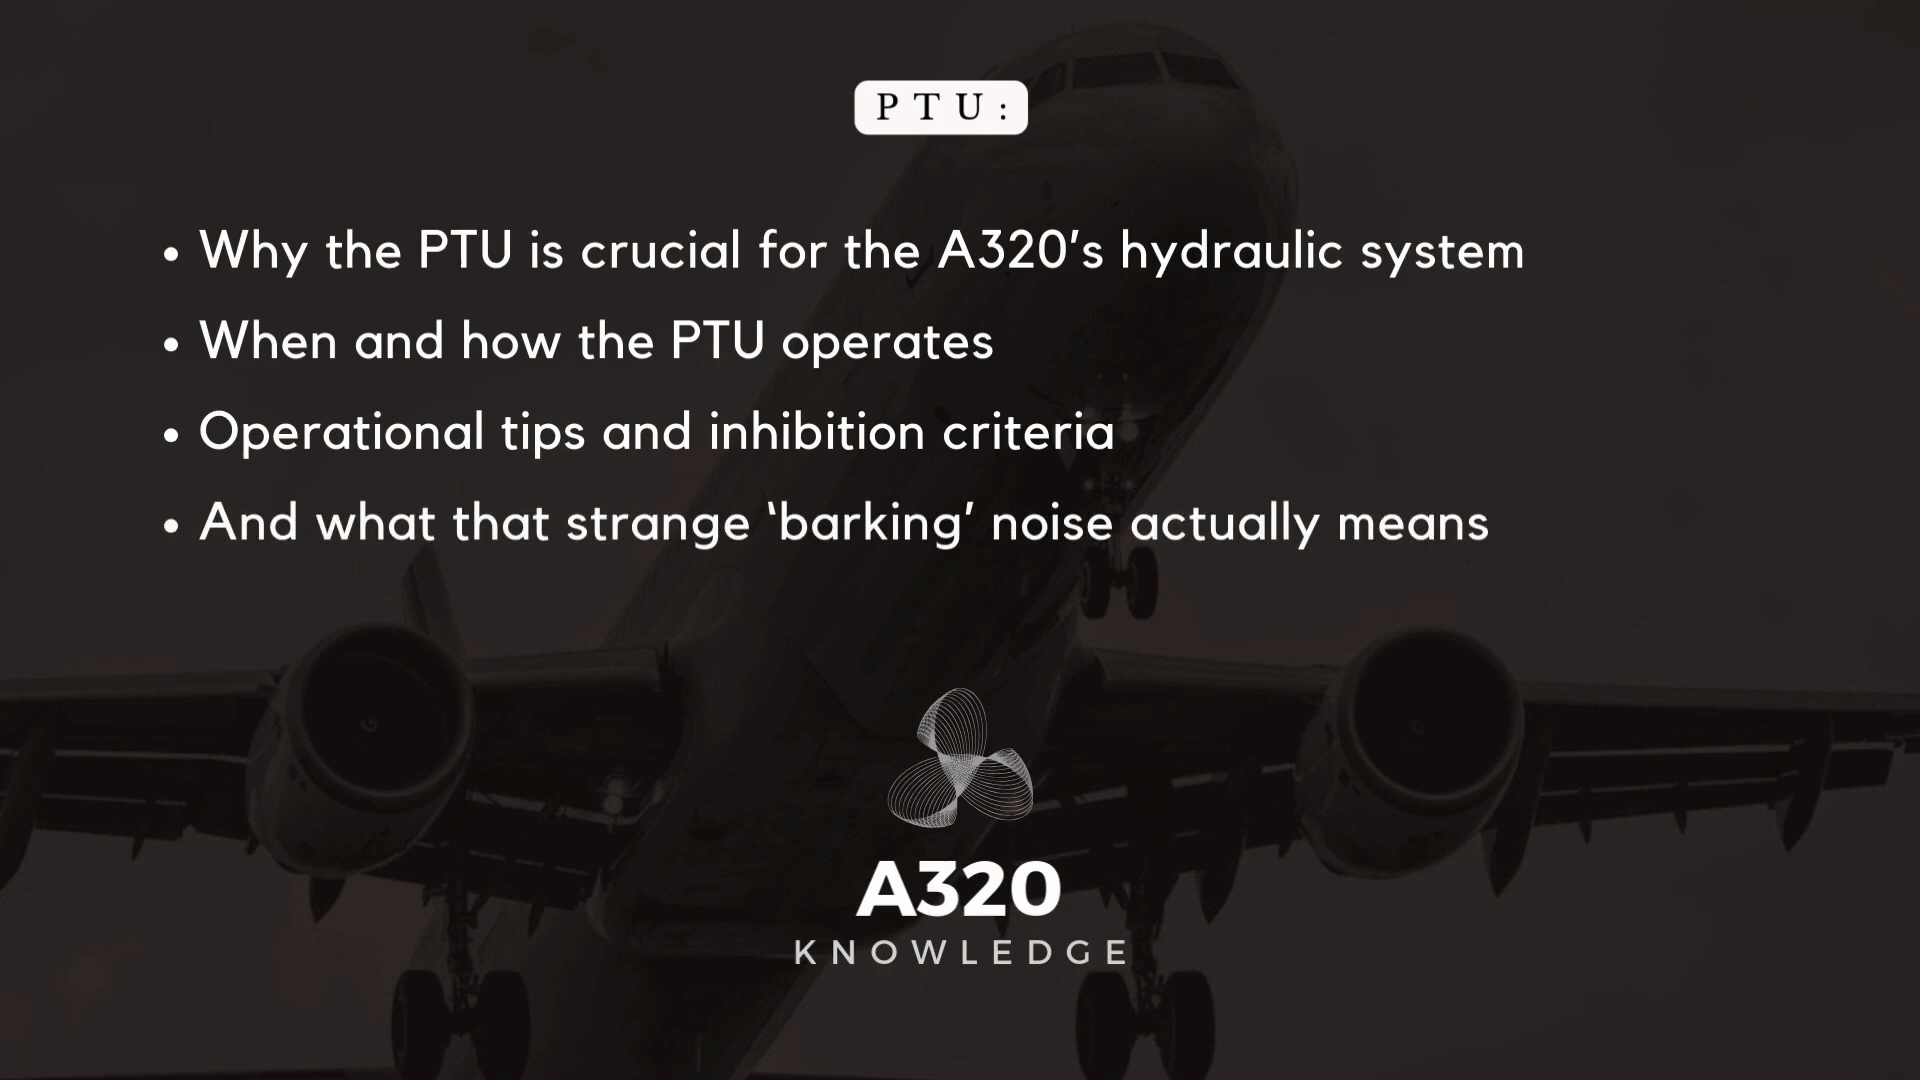 PTU:
• Why the PTU is crucial for the A320’s hydraulic system
• When and how the PTU operates
• Operational tips and inhibition criteria
• And what that strange ‘barking’ noise actually means
A320
KNOWLEDGE